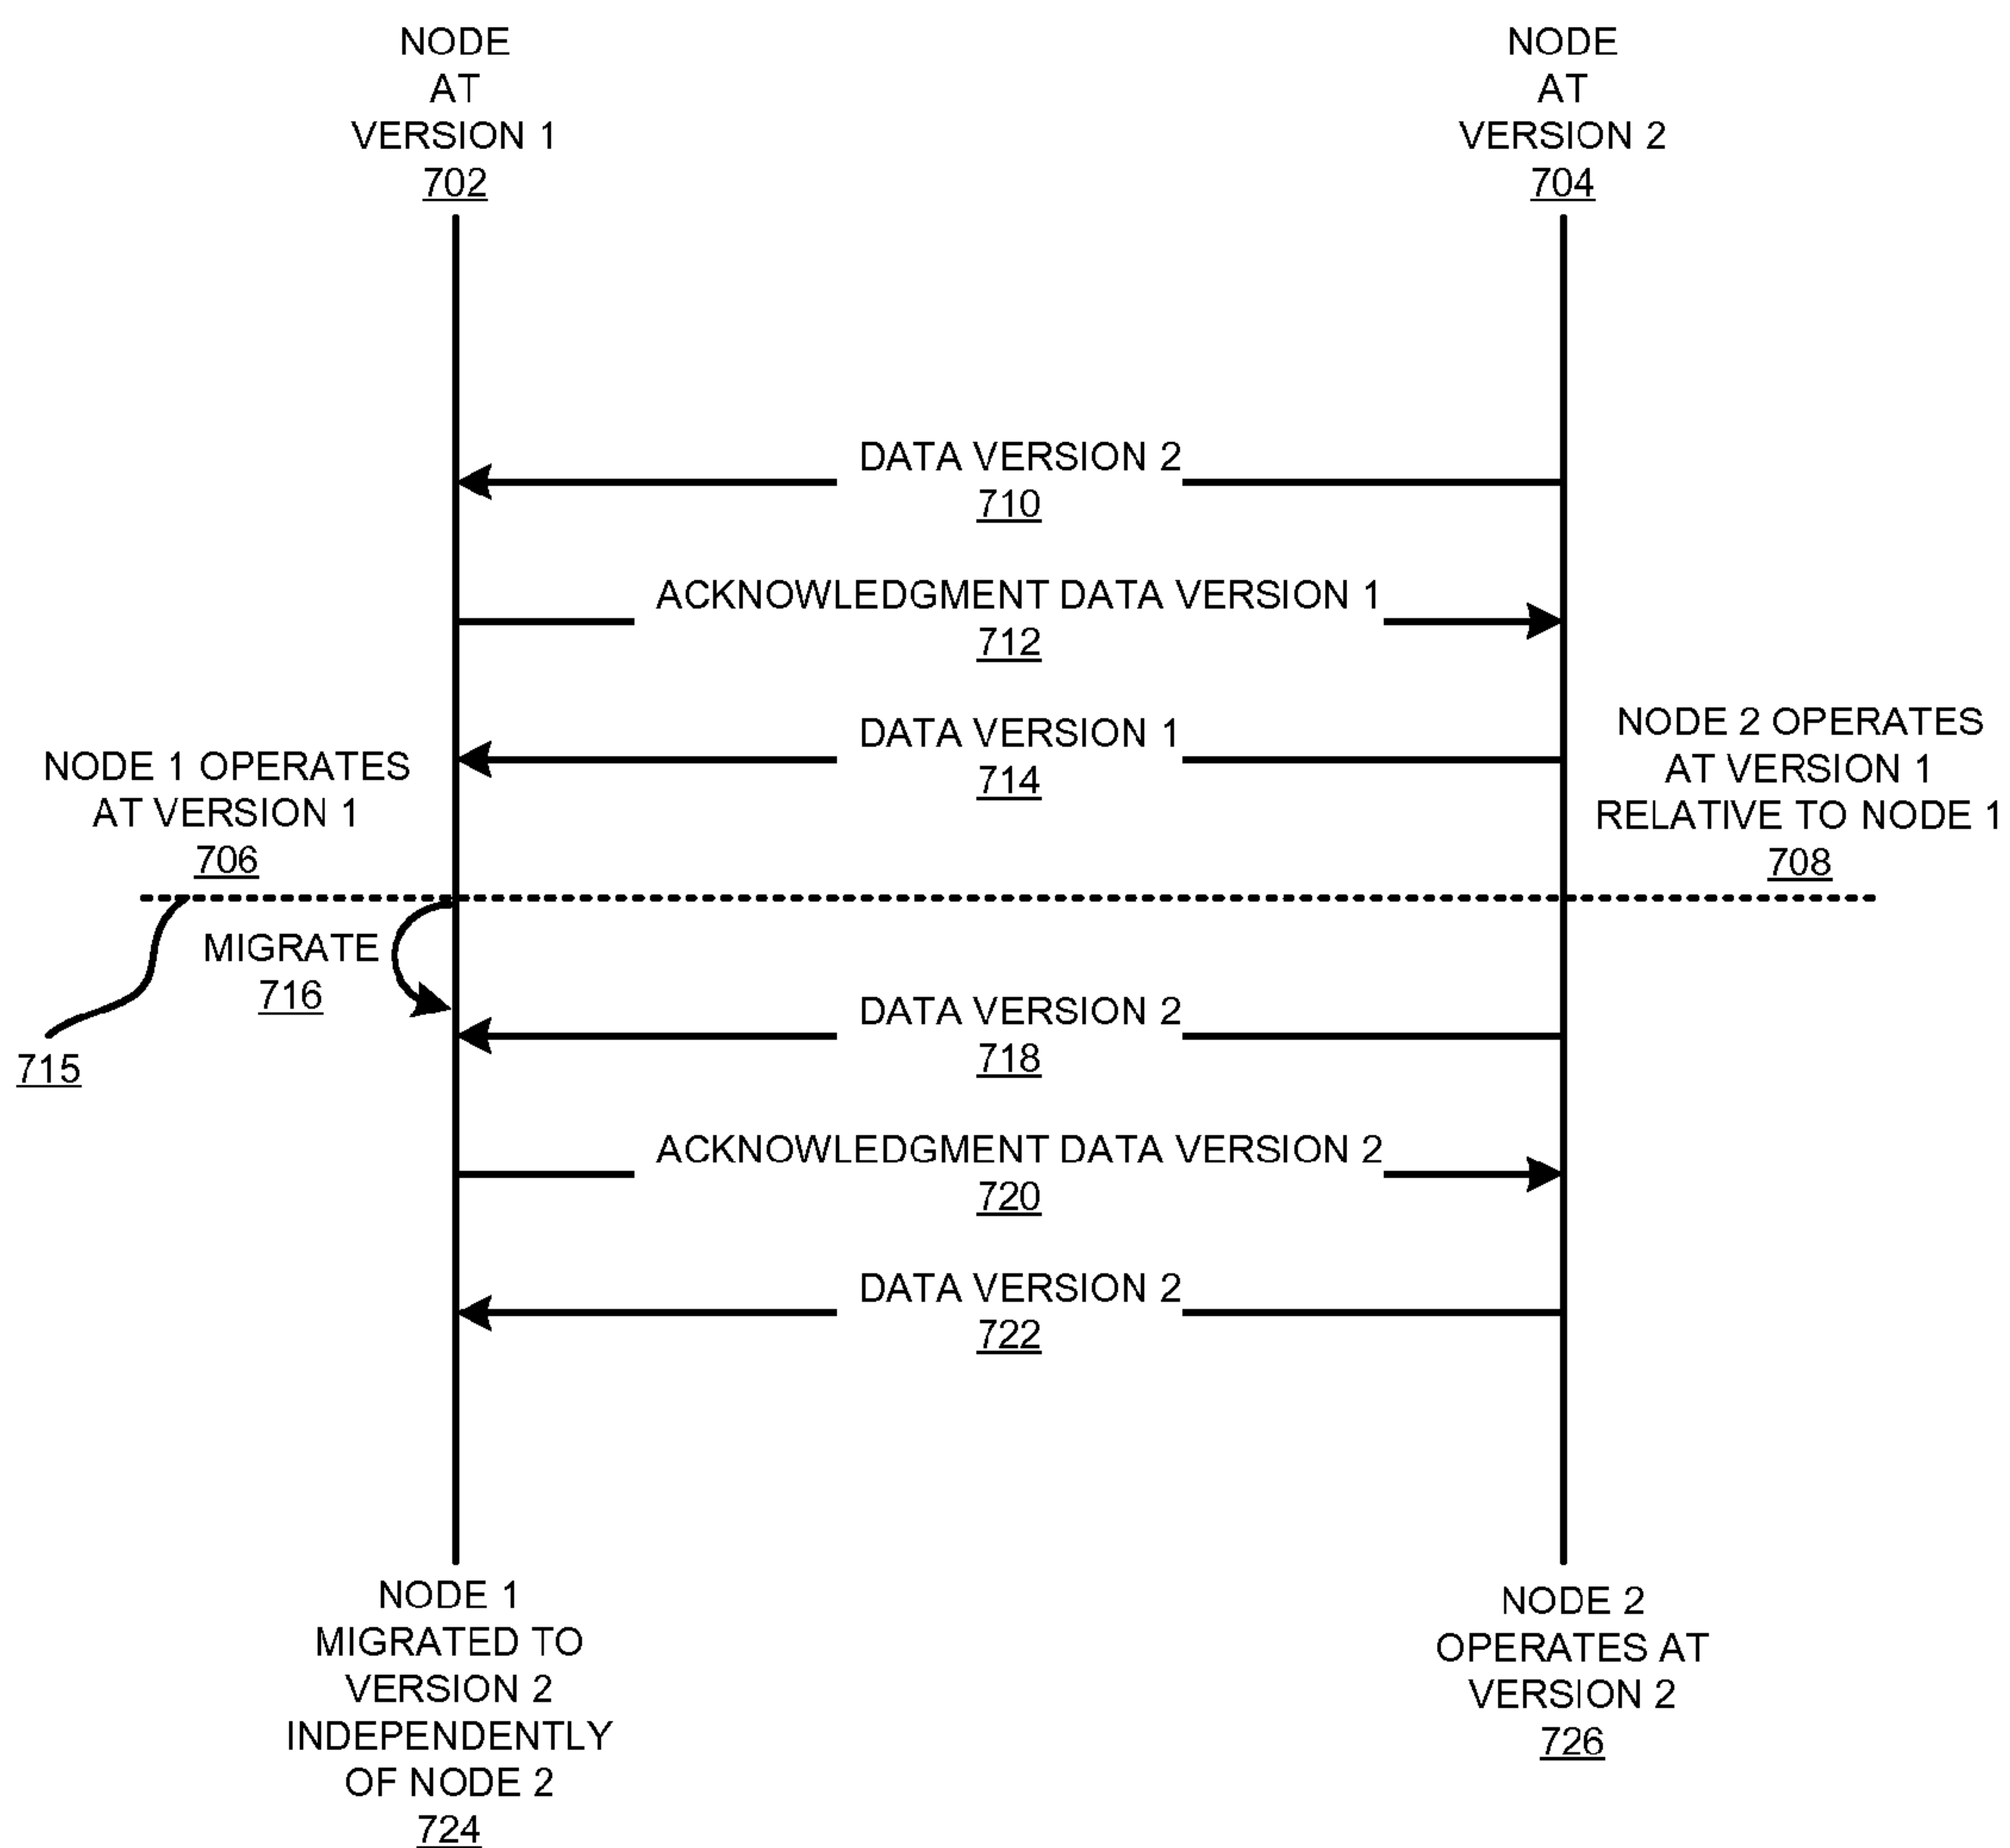 NODE
AT
VERSION 1
702
NODE
AT
VERSION 2
704
DATA VERSION 2
710
ACKNOWLEDGMENT DATA VERSION 1
712
DATA VERSION 1
714
NODE 1 OPERATES
AT VERSION 1
706
NODE 2 OPERATES
AT VERSION 1
RELATIVE TO NODE 1
708
MIGRATE
716
715
DATA VERSION 2
718
ACKNOWLEDGMENT DATA VERSION 2
720
DATA VERSION 2
722
NODE 1
MIGRATED TO
VERSION 2
INDEPENDENTLY
OF NODE 2
724
NODE 2
OPERATES AT
VERSION 2
726